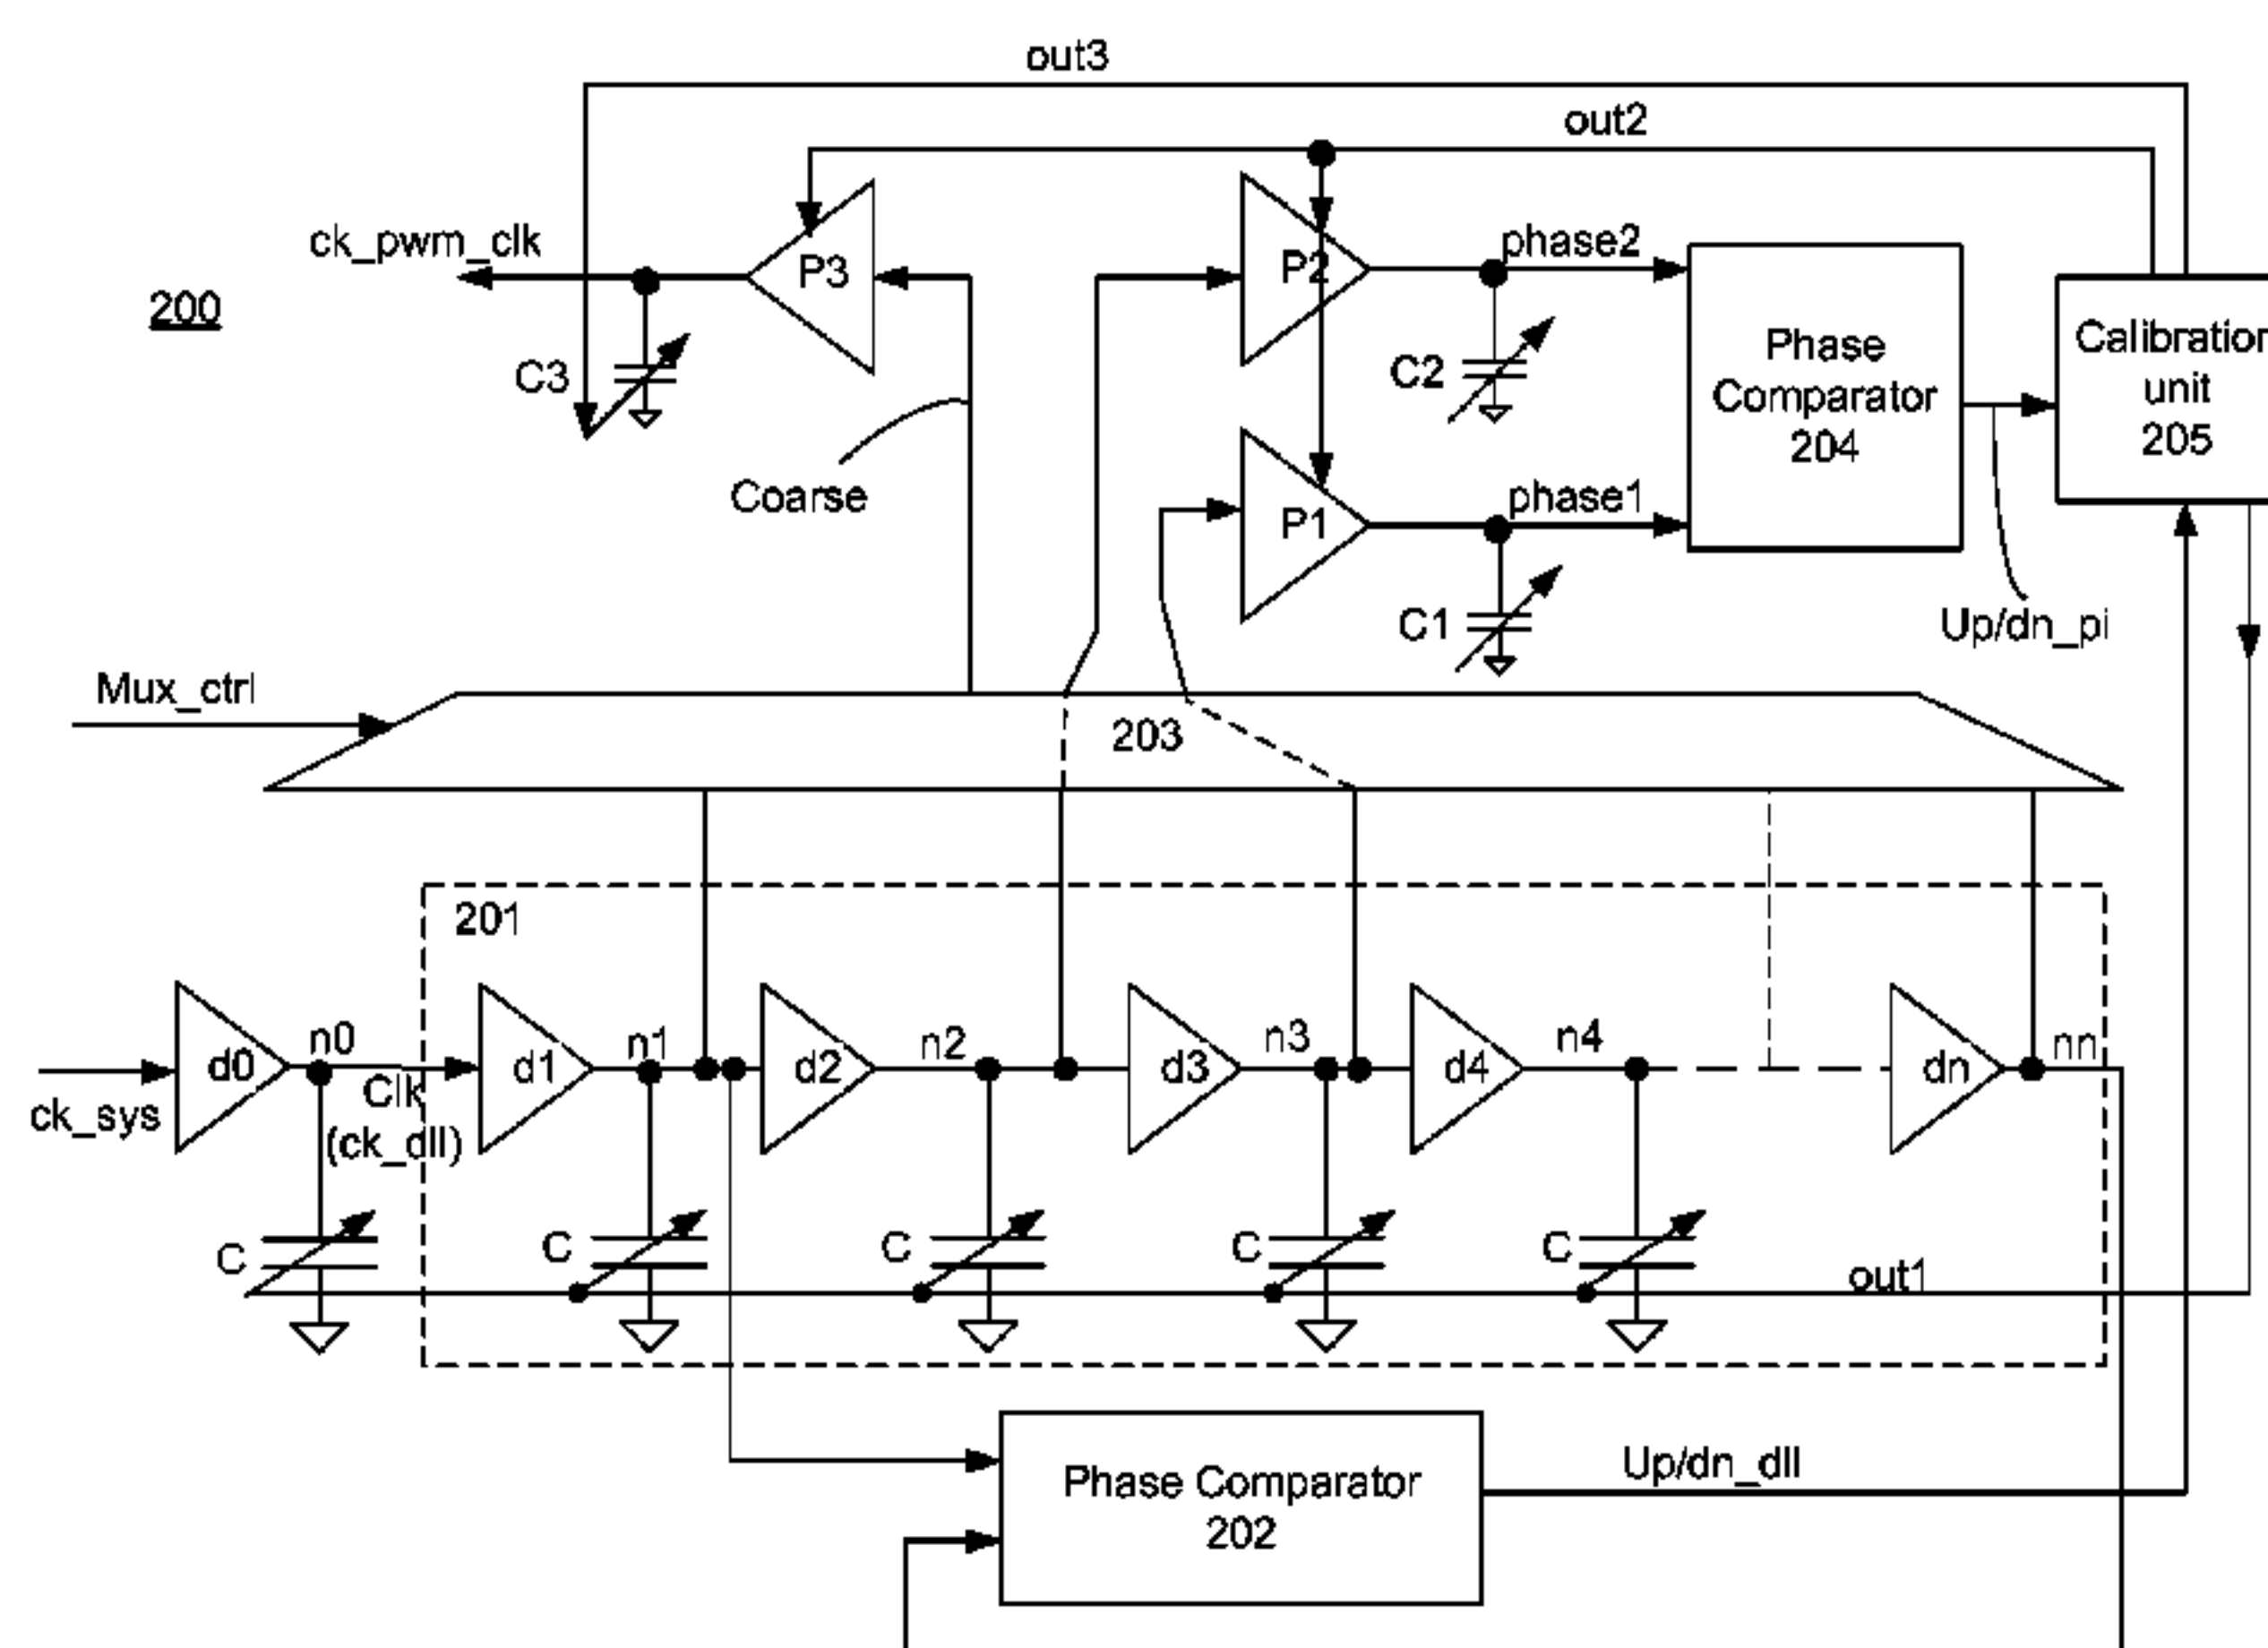 out3
out2
ck_pwm_clk
P3
P2
phase2
200
Phase
Comparator
204
Calibration
unit
205
C3
C2
Coarse
P1
phase1
C1
Up/dn_pi
Mux_ctrl
203
201
d0
n0
d1
n1
d2
n2
d3
n3
d4
n4
dn
nn
Clk
(ck_dll)
ck_sys
C
C
C
C
C
out1
Phase Comparator
202
Up/dn_dll